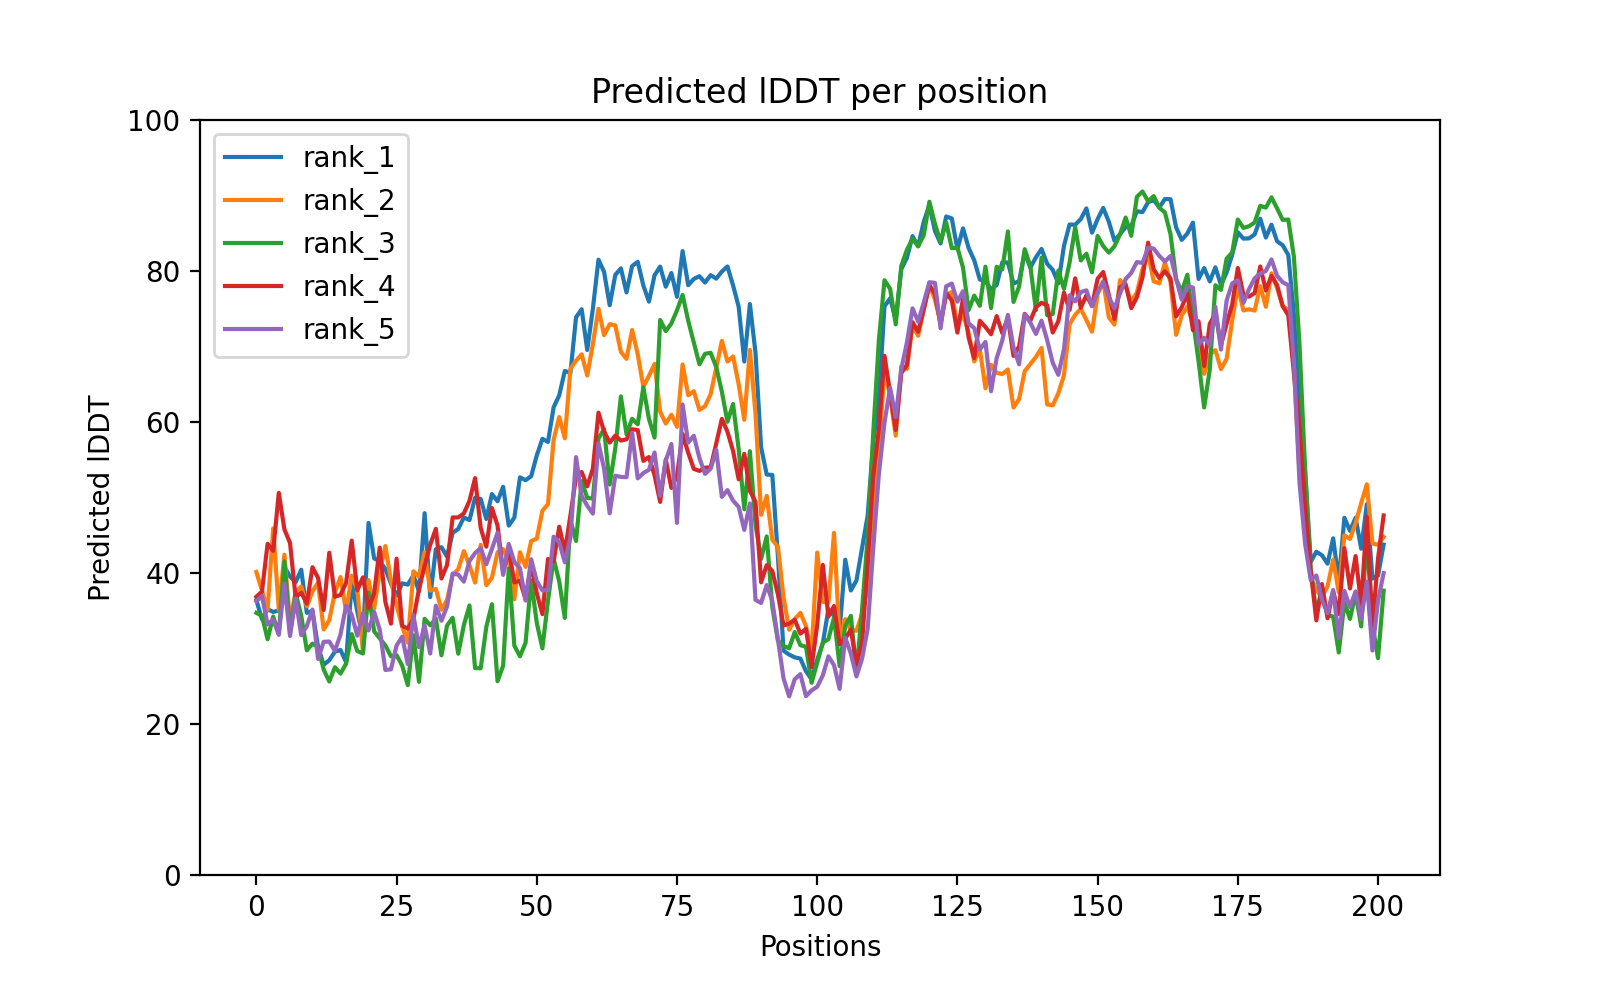 Predicted lDDT per position
100
80
60
40
20
0
Predicted lDDT
rank_1
rank_2
rank_3
rank_4
rank_5
0 25 50 75 100 125 150 175 200
Positions